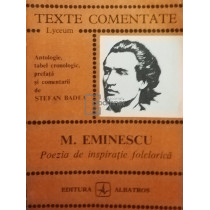 TEXTE COMENTATE
Lyceum
Antologie,
tabel cronologic,
prefață
și comentarii
de
ȘTEFAN BADEA
M. EMINESCU
Poezia de inspirație folclorică
EDITURA
ALBATROS